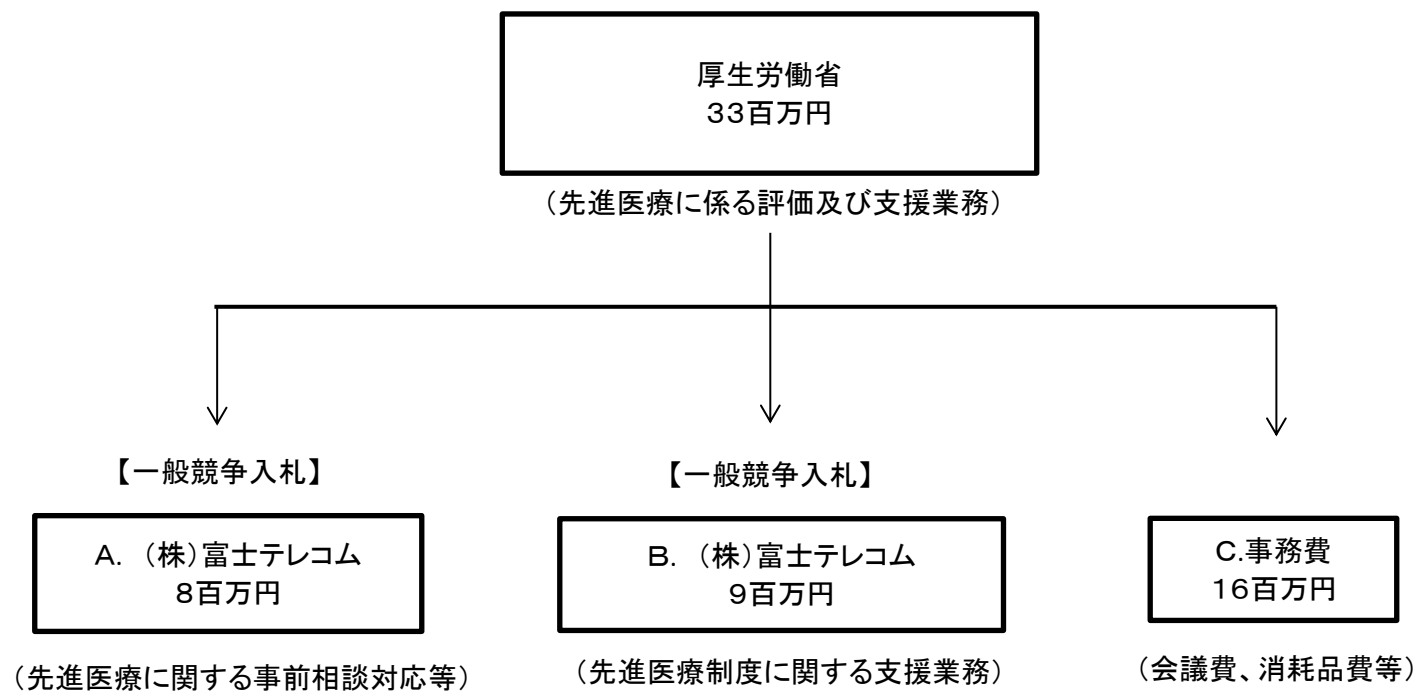 厚生労働省
33百万円
（先進医療に係る評価及び支援業務）
【一般競争入札】
【一般競争入札】
A．（株）富士テレコム
8百万円
B．（株）富士テレコム
9百万円
C.事務費
16百万円
（先進医療に関する事前相談対応等）
（先進医療制度に関する支援業務）
（会議費、消耗品費等）